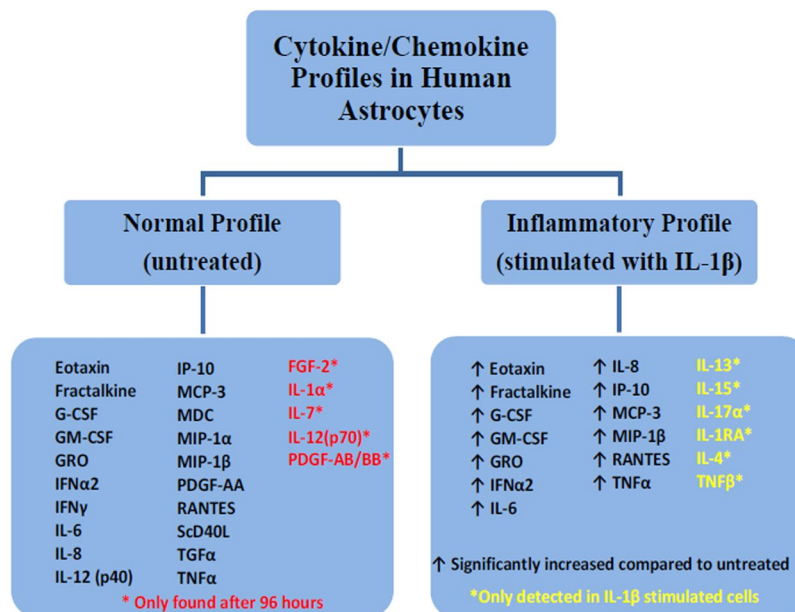 Cytokine/Chemokine
Profiles in Human
Astrocytes
Normal Profile
(untreated)
Inflammatory Profile
(stimulated with IL-1β)
Eotaxin
Fractalkine
G-CSF
GM-CSF
GRO
IFNα2
IFNγ
IL-6
IL-8
IL-12 (p40)
IP-10
MCP-3
MDC
MIP-1α
MIP-1β
PDGF-AA
RANTES
ScD40L
TGFα
TNFα
FGF-2*
IL-1α*
IL-7*
IL-12(p70)*
PDGF-AB/BB*
* Only found after 96 hours
↑ Eotaxin
↑ Fractalkine
↑ G-CSF
↑ GM-CSF
↑ GRO
↑ IFNα2
↑ IL-6
↑ IL-8
↑ IP-10
↑ MCP-3
↑ MIP-1β
↑ RANTES
↑ TNFα
IL-13*
IL-15*
IL-17α*
IL-1RA*
IL-4*
TNFβ*
↑ Significantly increased compared to untreated
*Only detected in IL-1β stimulated cells